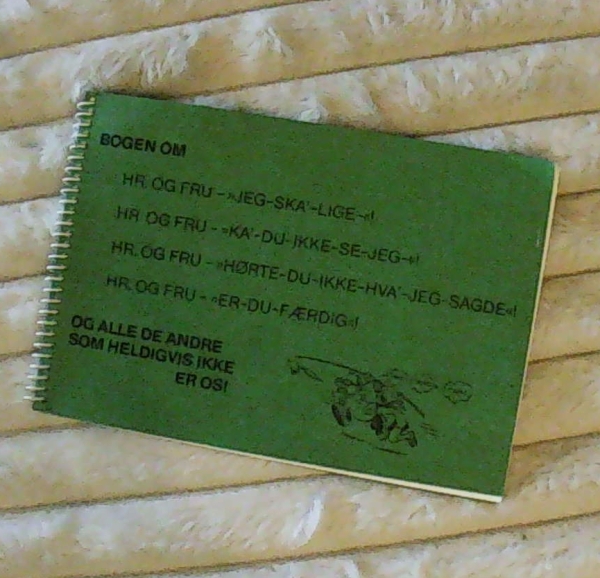 BOGEN OM
HR. OG FRU - »JEG-SKA'-LIGE-«!
HR OG FRU - »KA'-DU-IKKE-SE-JEG-«!
HR. OG FRU - »HØRTE-DU-IKKE-HVA'-JEG-SAGDE«!
HR. OG FRU - »ER-DU-FÆRDIG«!
OG ALLE DE ANDRE
SOM HELDIGVIS IKKE
ER OS!